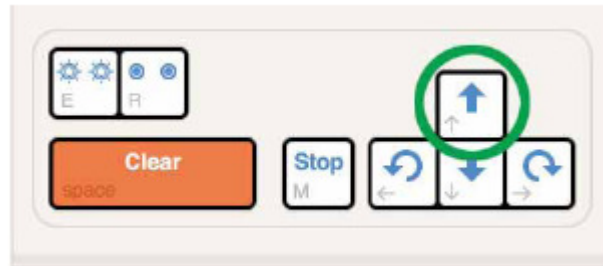 E R
↑
Clear Stop
space M ← ↓ →